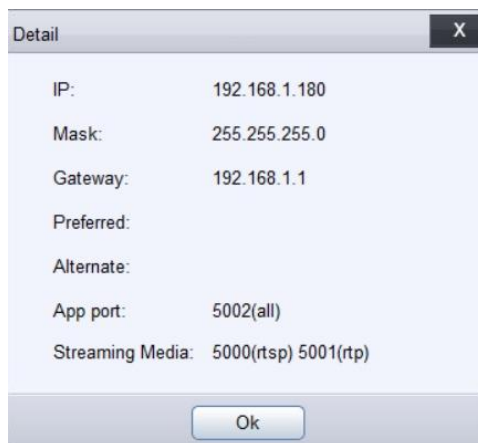 Detail X
IP: 192.168.1.180
Mask: 255.255.255.0
Gateway: 192.168.1.1
Preferred:
Alternate:
App port: 5002(all)
Streaming Media: 5000(rtsp) 5001(rtp)
Ok